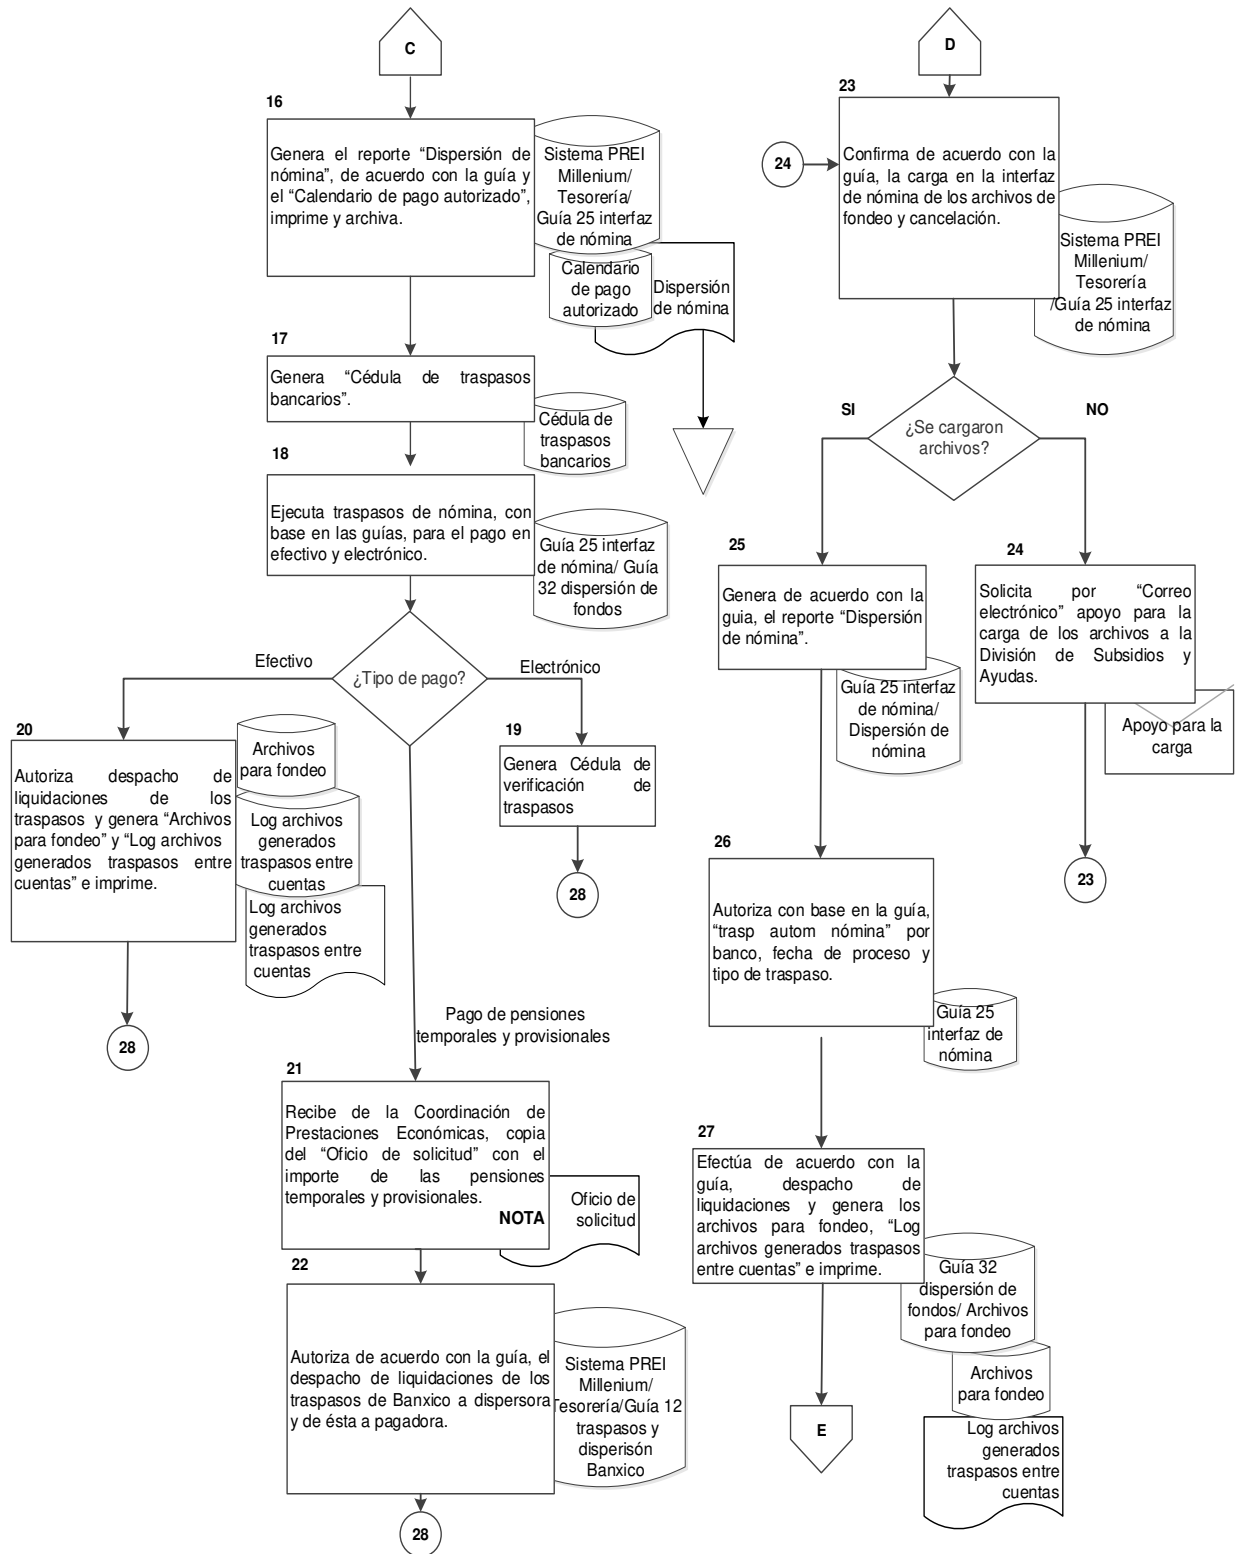 C
16
Genera el reporte “Dispersión de
nómina”, de acuerdo con la guía y
el “Calendario de pago autorizado”,
imprime y archiva.
Sistema PREI
Millenium/
Tesorería/
Guía 25 interfaz
de nómina
Calendario
de pago
autorizado
Dispersión
de nómina
17
Genera “Cédula de traspasos
bancarios”.
Cédula de
traspasos
bancarios
18
Ejecuta traspasos de nómina, con
base en las guías, para el pago en
efectivo y electrónico.
Guía 25 interfaz
de nómina/ Guía
32 dispersión de
fondos
¿Tipo de pago?
Efectivo
Electrónico
20
Autoriza despacho de
liquidaciones de los
traspasos y genera “Archivos
para fondeo” y “Log archivos
generados traspasos entre
cuentas” e imprime.
Archivos
para fondeo
Log archivos
generados
traspasos entre
cuentas
Log archivos
generados
traspasos entre
cuentas
28
19
Genera Cédula de
verificación de
traspasos
28
Pago de pensiones
temporales y provisionales
21
Recibe de la Coordinación de
Prestaciones Económicas, copia
del “Oficio de solicitud” con el
importe de las pensiones
temporales y provisionales.
NOTA
Oficio de
solicitud
22
Autoriza de acuerdo con la guía, el
despacho de liquidaciones de los
traspasos de Banxico a dispersora
y de ésta a pagadora.
Sistema PREI
Millenium/
Tesorería/Guía 12
traspasos y
disperisón
Banxico
28
D
23
24
Confirma de acuerdo con la
guía, la carga en la interfaz
de nómina de los archivos de
fondeo y cancelación.
Sistema PREI
Millenium/
Tesorería
/Guía 25 interfaz
de nómina
¿Se cargaron
archivos?
SI
NO
25
Genera de acuerdo con la
guia, el reporte “Dispersión
de nómina”.
Guía 25 interfaz
de nómina/
Dispersión de
nómina
24
Solicita por “Correo
electrónico” apoyo para la
carga de los archivos a la
División de Subsidios y
Ayudas.
Apoyo para la
carga
23
26
Autoriza con base en la guía,
“trasp autom nómina” por
banco, fecha de proceso y
tipo de traspaso.
Guía 25
interfaz de
nómina
27
Efectúa de acuerdo con la
guía, despacho de
liquidaciones y genera los
archivos para fondeo, “Log
archivos generados traspasos
entre cuentas” e imprime.
Guía 32
dispersión de
fondos/ Archivos
para fondeo
Archivos
para fondeo
Log archivos
generados
traspasos entre
cuentas
E